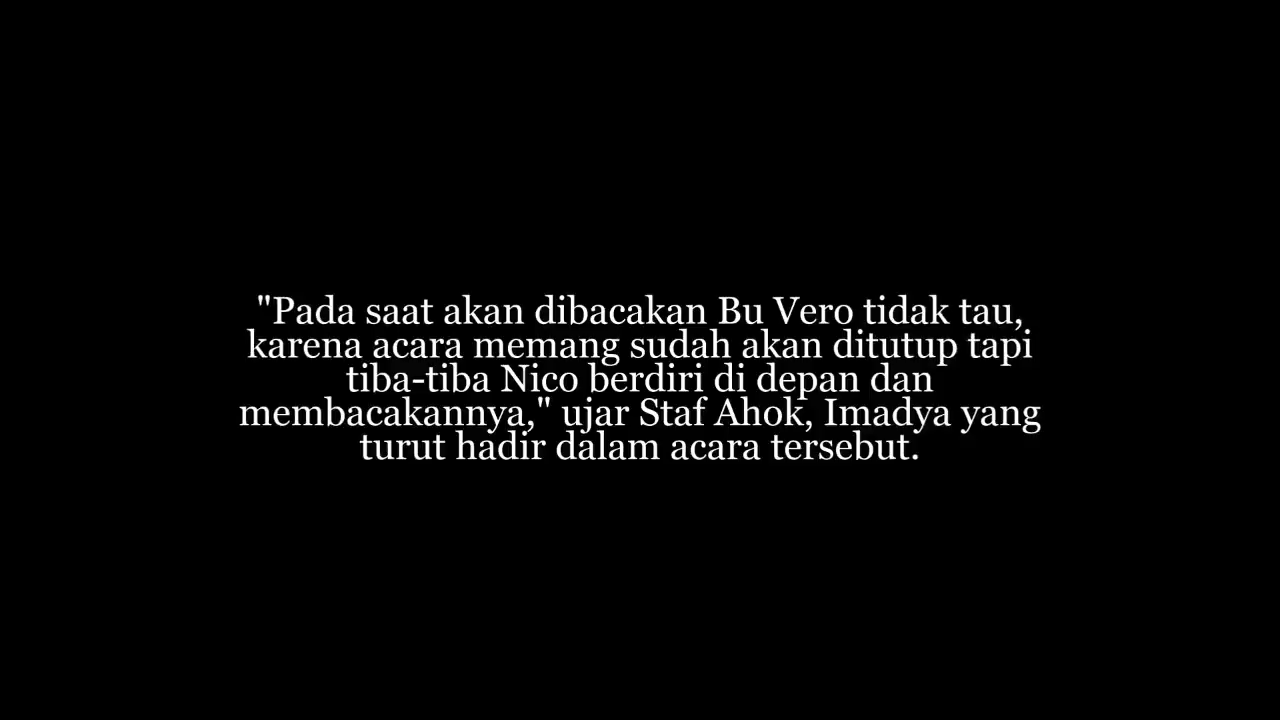 "Pada saat akan dibacakan Bu Vero tidak tau,
karena acara memang sudah akan ditutup tapi
tiba-tiba Nico berdiri di depan dan
membacakannya," ujar Staf Ahok, Imadya yang
turut hadir dalam acara tersebut.